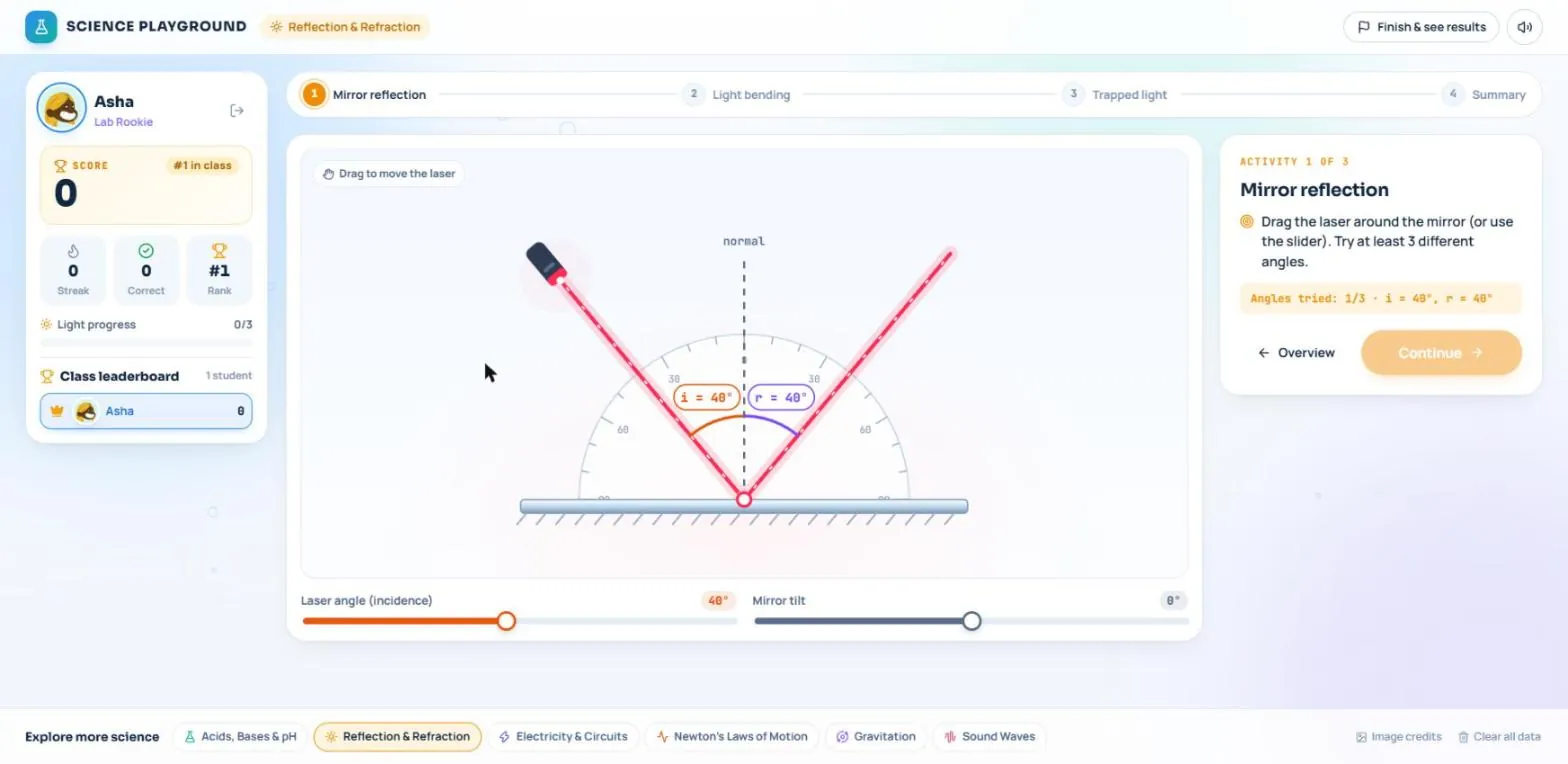 SCIENCE PLAYGROUND
Reflection & Refraction
Finish & see results
Asha
Lab Rookie
SCORE
#1 in class
0
0
Streak
0
Correct
#1
Rank
Light progress
0/3
Class leaderboard
1 student
Asha
0
1 Mirror reflection
2 Light bending
3 Trapped light
4 Summary
Drag to move the laser
normal
30
30
i = 40°
r = 40°
60
60
Laser angle (incidence)
40°
Mirror tilt
0°
ACTIVITY 1 OF 3
Mirror reflection
Drag the laser around the mirror (or use
the slider). Try at least 3 different
angles.
Angles tried: 1/3 · i = 40°, r = 40°
← Overview
Continue →
Explore more science
Acids, Bases & pH
Reflection & Refraction
Electricity & Circuits
Newton's Laws of Motion
Gravitation
Sound Waves
Image credits
Clear all data